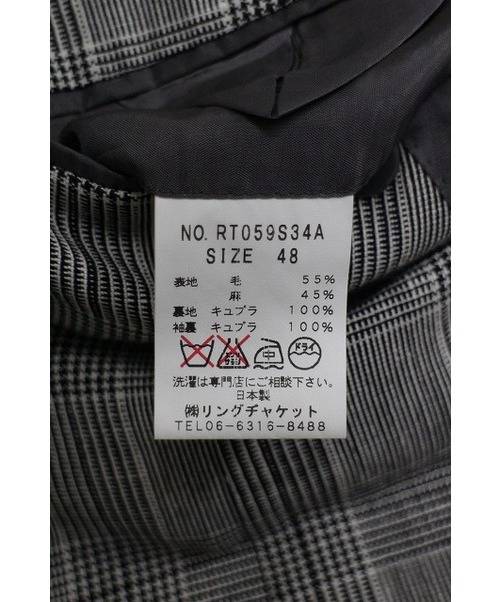 NO. RT059S34A
SIZE 48
表地 毛 55%
麻 45%
裏地 キュプラ 100%
袖裏 キュプラ 100%
中 ドライ
洗濯は専門店にご相談下さい。
日本製
㈱リングヂャケット
TEL06-6316-8488